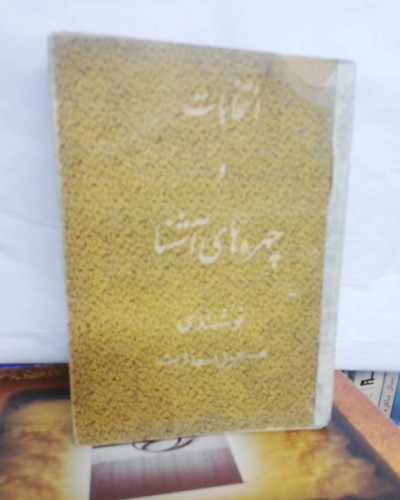 انتخابات
و
چهره های آشنا
نوشته ی